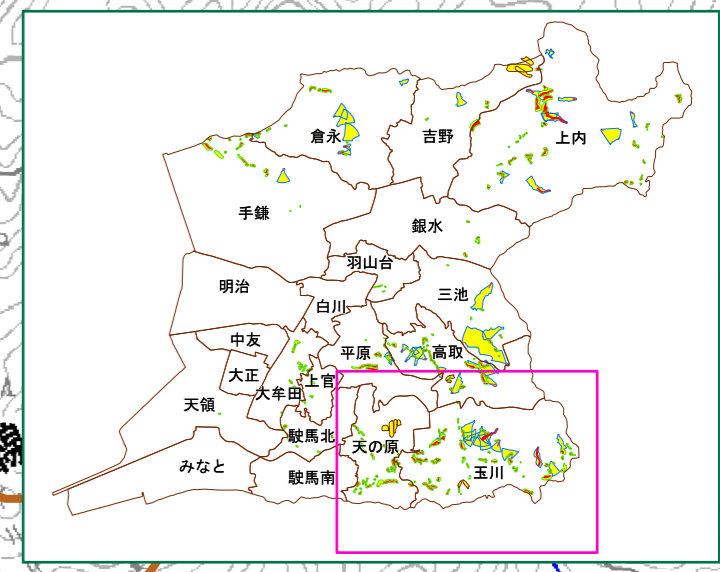 倉永
吉野
上内
手鎌
銀水
羽山台
明治
三池
白川
中友
平原
高取
大正
上官
大牟田
天領
駛馬北
天の原
みなと
玉川
駛馬南